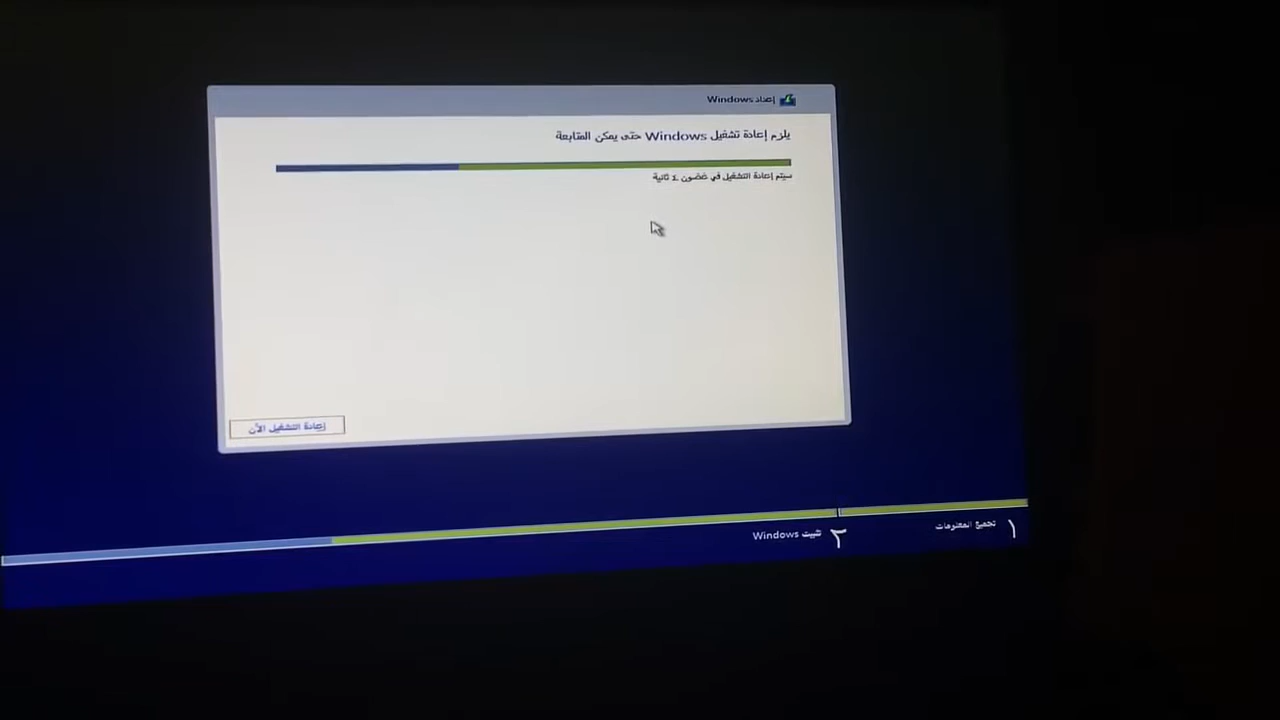 إعداد Windows
يلزم إعادة تشغيل Windows حتى يمكن المتابعة
سيتم إعادة التشغيل في غضون ٤ ثانية
إعادة التشغيل الآن
١ تجميع المعلومات
٢ تثبيت Windows